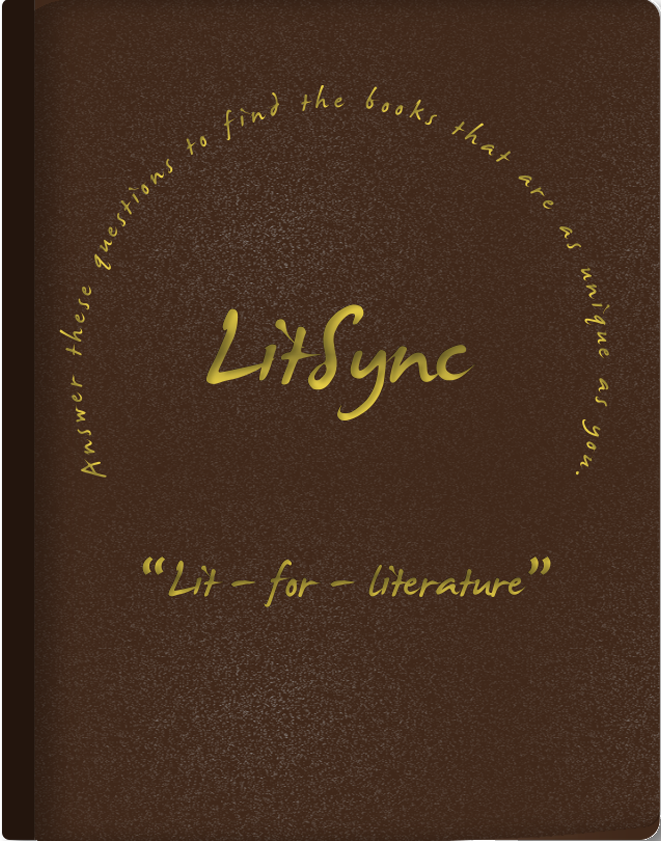 Answer these questions to find the books that are as unique as you.
LitSync
“Lit - for - literature”